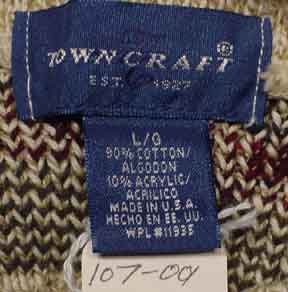 TOWNCRAFT®
EST. 1927
L/G
90% COTTON/
ALGODON
10% ACRYLIC/
ACRILICO
MADE IN U.S.A.
HECHO EN EE. UU.
WPL#11935
107-09